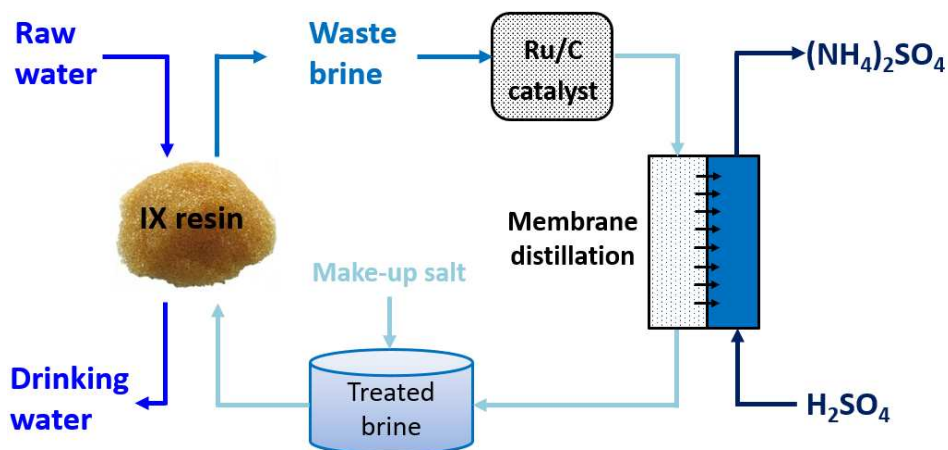 Raw
water
Waste
brine
Ru/C
catalyst
(NH₄)₂SO₄
IX resin
Membrane
distillation
Make-up salt
Drinking
water
Treated
brine
H₂SO₄